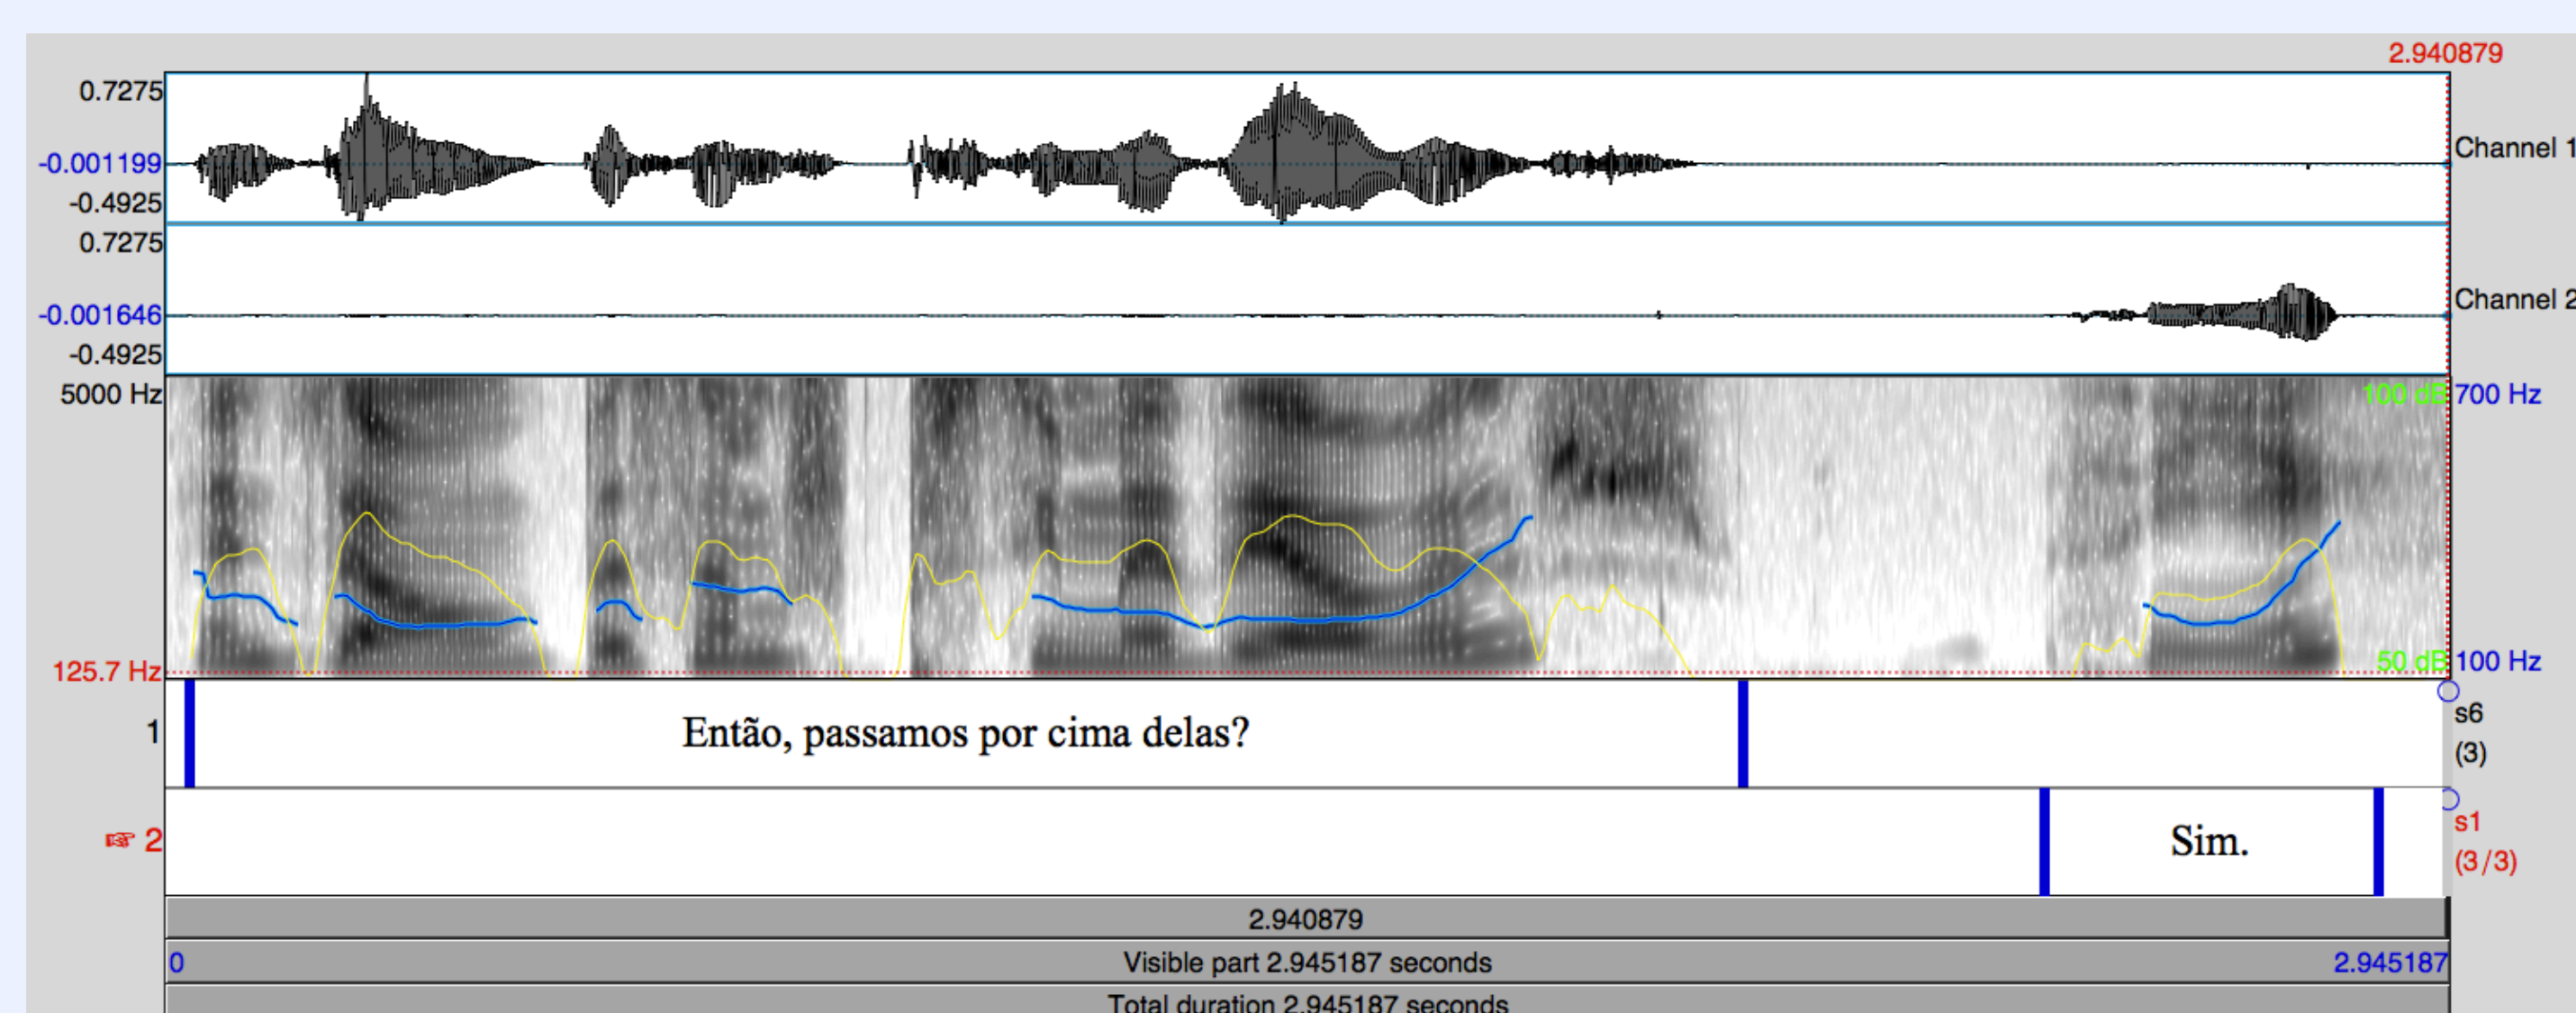 2.940879
0.7275
-0.001199
-0.4925
Channel 1
0.7275
-0.001646
-0.4925
Channel 2
5000 Hz
100 dB
700 Hz
125.7 Hz
50 dB
100 Hz
1
Então, passamos por cima delas?
s6
(3)
☞ 2
Sim.
s1
(3/3)
2.940879
0
Visible part 2.945187 seconds
2.945187
Total duration 2.945187 seconds